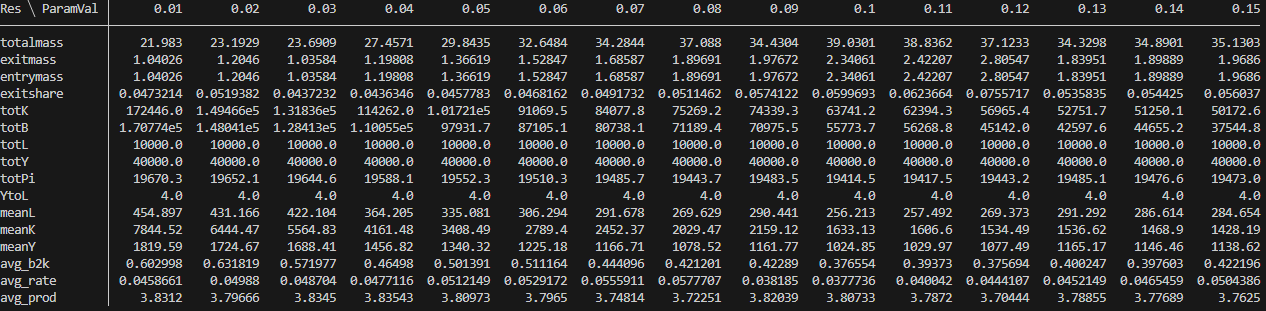 Res \ ParamVal 0.01 0.02 0.03 0.04 0.05 0.06 0.07 0.08 0.09 0.1 0.11 0.12 0.13 0.14 0.15
totalmass 21.983 23.1929 23.6909 27.4571 29.8435 32.6484 34.2844 37.088 34.4304 39.0301 38.8362 37.1233 34.3298 34.8901 35.1303
exitmass 1.04026 1.2046 1.03584 1.19808 1.36619 1.52847 1.68587 1.89691 1.97672 2.34061 2.42207 2.80547 1.83951 1.89889 1.9686
entrymass 1.04026 1.2046 1.03584 1.19808 1.36619 1.52847 1.68587 1.89691 1.97672 2.34061 2.42207 2.80547 1.83951 1.89889 1.9686
exitshare 0.0473214 0.0519382 0.0437232 0.0436346 0.0457783 0.0468162 0.0491732 0.0511462 0.0574122 0.0599693 0.0623664 0.0755717 0.0535835 0.054425 0.056037
totK 172446.0 1.49466e5 1.31836e5 114262.0 1.01721e5 91069.5 84077.8 75269.2 74339.3 63741.2 62394.3 56965.4 52751.7 51250.1 50172.6
totB 1.70774e5 1.48041e5 1.28413e5 1.10055e5 97931.7 87105.1 80738.1 71189.4 70975.5 55773.7 56268.8 45142.0 42597.6 44655.2 37544.8
totL 10000.0 10000.0 10000.0 10000.0 10000.0 10000.0 10000.0 10000.0 10000.0 10000.0 10000.0 10000.0 10000.0 10000.0 10000.0
totY 40000.0 40000.0 40000.0 40000.0 40000.0 40000.0 40000.0 40000.0 40000.0 40000.0 40000.0 40000.0 40000.0 40000.0 40000.0
totPi 19670.3 19652.1 19644.6 19588.1 19552.3 19510.3 19485.7 19443.7 19483.5 19414.5 19417.5 19443.2 19485.1 19476.6 19473.0
YtoL 4.0 4.0 4.0 4.0 4.0 4.0 4.0 4.0 4.0 4.0 4.0 4.0 4.0 4.0 4.0
meanL 454.897 431.166 422.104 364.205 335.081 306.294 291.678 269.629 290.441 256.213 257.492 269.373 291.292 286.614 284.654
meanK 7844.52 6444.47 5564.83 4161.48 3408.49 2789.4 2452.37 2029.47 2159.12 1633.13 1606.6 1534.49 1536.62 1468.9 1428.19
meanY 1819.59 1724.67 1688.41 1456.82 1340.32 1225.18 1166.71 1078.52 1161.77 1024.85 1029.97 1077.49 1165.17 1146.46 1138.62
avg_b2k 0.602998 0.631819 0.571977 0.46498 0.501391 0.511164 0.444096 0.421201 0.42289 0.376554 0.39373 0.375694 0.400247 0.397603 0.422196
avg_rate 0.0458661 0.04988 0.048704 0.0477116 0.0512149 0.0529172 0.0555911 0.0577707 0.038185 0.0377736 0.040042 0.0444107 0.0452149 0.0465459 0.0504386
avg_prod 3.8312 3.79666 3.8345 3.83543 3.80973 3.7965 3.74814 3.72251 3.82039 3.80733 3.7872 3.70444 3.78855 3.77689 3.7625